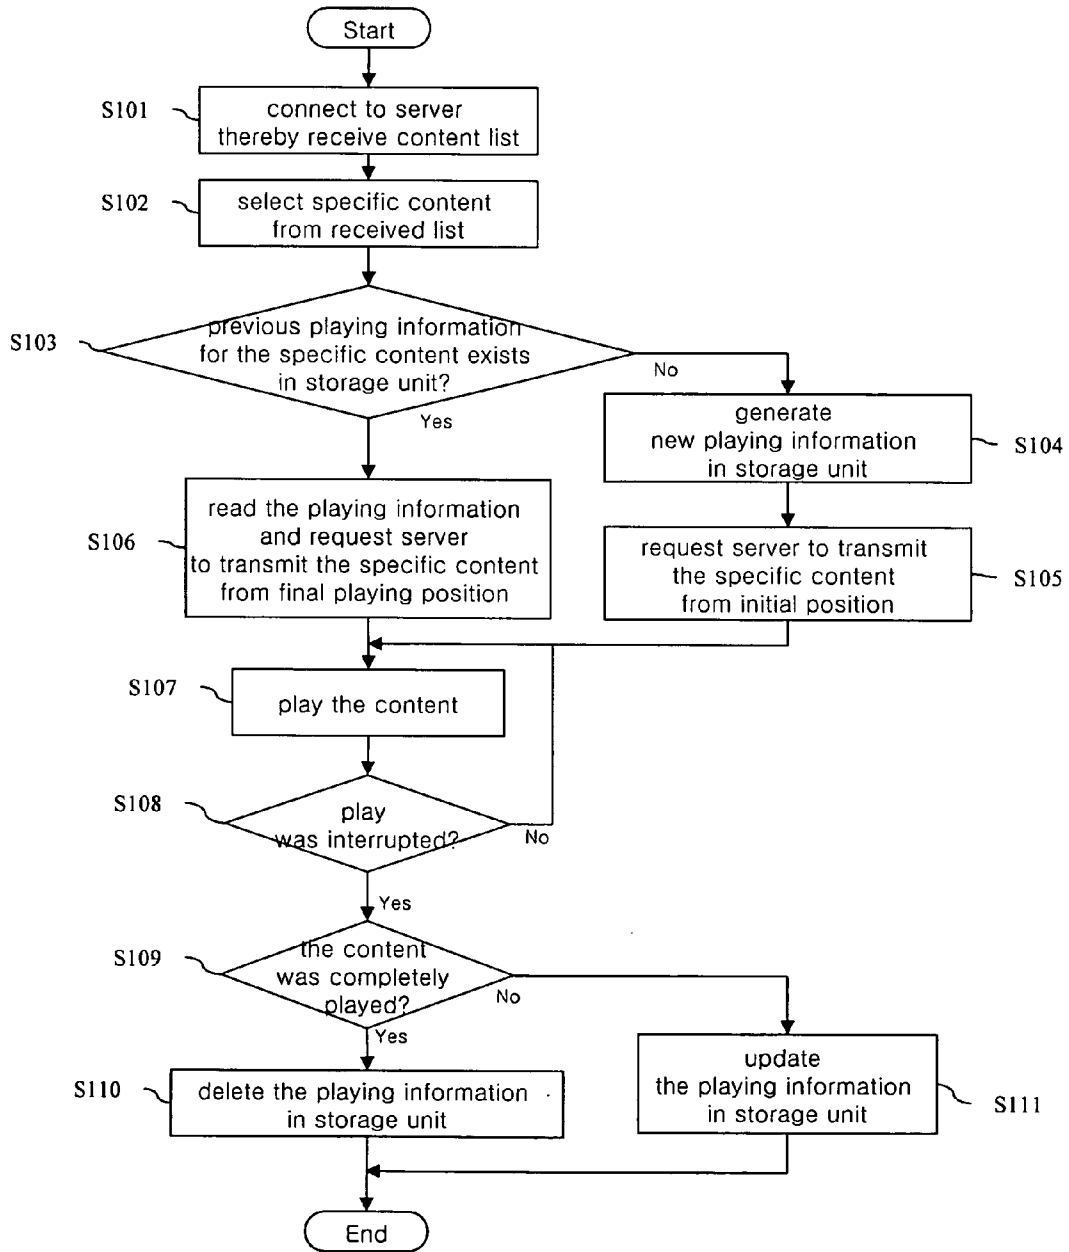 Start
S101
connect to server
thereby receive content list
S102
select specific content
from received list
S103
previous playing information
for the specific content exists
in storage unit?
No
Yes
generate
new playing information
in storage unit
S104
S106
read the playing information
and request server
to transmit the specific content
from final playing position
request server to transmit
the specific content
from initial position
S105
S107
play the content
S108
play
was interrupted?
No
Yes
S109
the content
was completely
played?
No
Yes
S110
delete the playing information
in storage unit
update
the playing information
in storage unit
S111
End